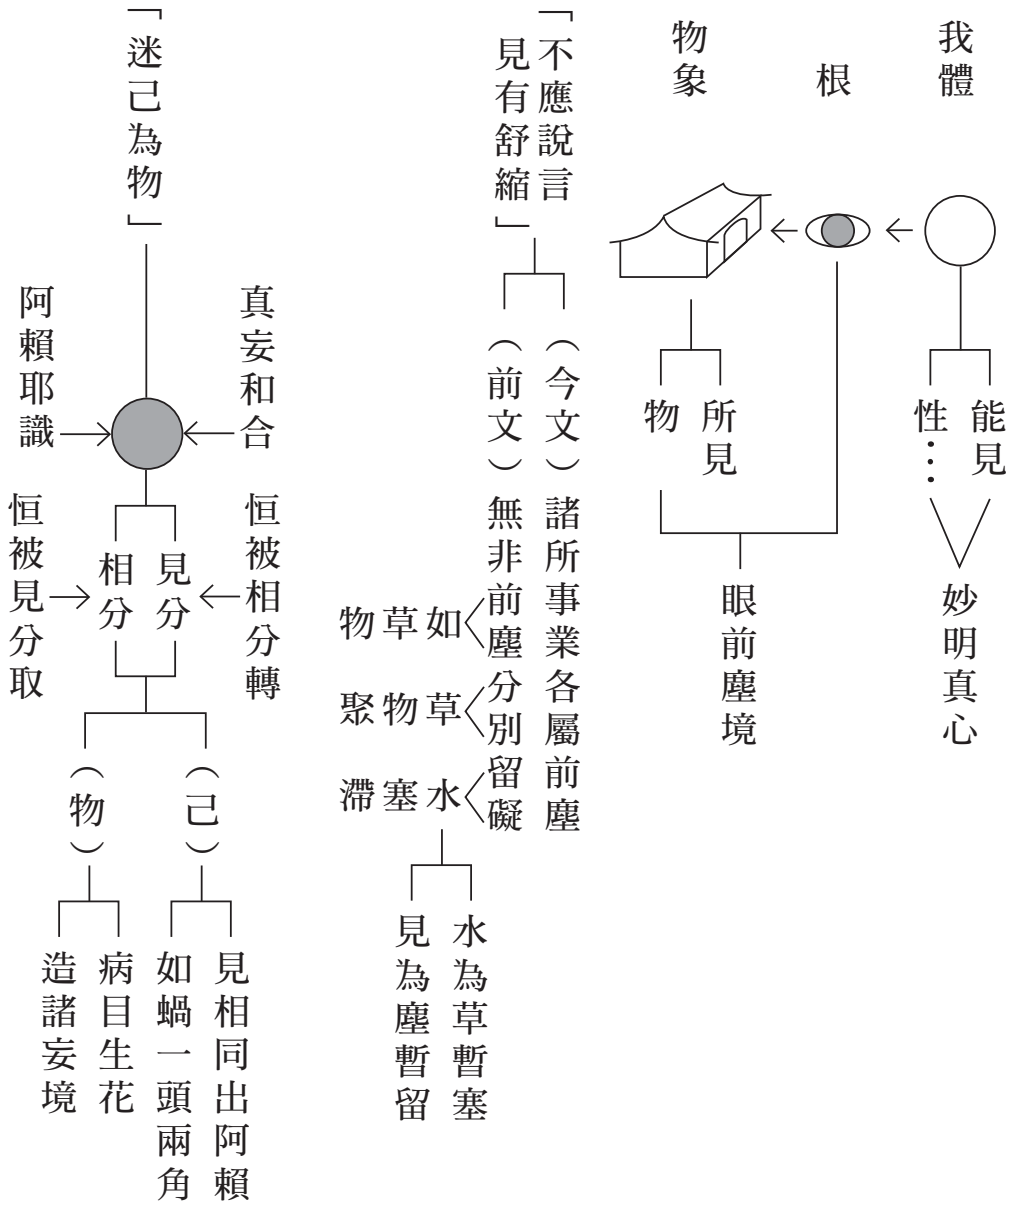 我體
根
物象
能見
性……
妙明真心
所見
物
眼前塵境
「不應說言
見有舒縮」
（今文）諸所事業各屬前塵
（前文）無非前塵分別留礙
如草物
草物聚
水塞滯
水為草暫塞
見為塵暫留
「迷己為物」
真妄和合
阿賴耶識
恒被相分轉
見分
相分
恒被見分取
（己）
見相同出阿賴
如蝸一頭兩角
（物）
病目生花
造諸妄境